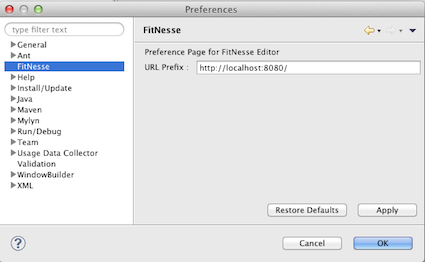 Preferences
type filter text
General
Ant
FitNesse
Help
Install/Update
Java
Maven
Mylyn
Run/Debug
Team
Usage Data Collector
Validation
WindowBuilder
XML
FitNesse
Preference Page for FitNesse Editor
URL Prefix : http://localhost:8080/
Restore Defaults Apply
? Cancel OK